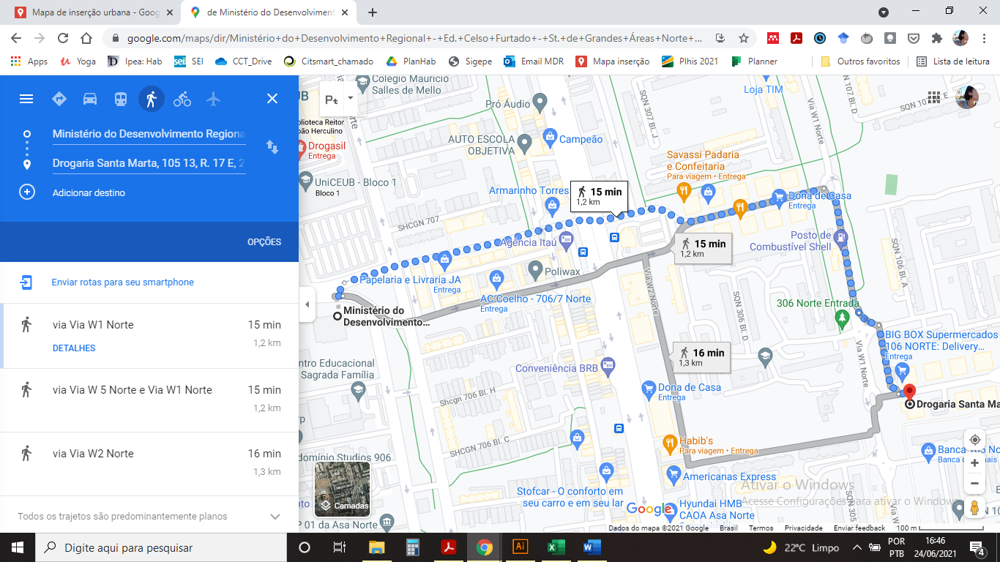 Mapa de inserção urbana - Goog
de Ministério do Desenvolviment
google.com/maps/dir/Ministério+do+Desenvolvimento+Regional+-+Ed.+Celso+Furtado+-+St.+de+Grandes+Áreas+Norte+...
Apps
Yoga
Ipea: Hab
SEI
CCT_Drive
Citsmart_chamado
PlanHab
Sigepe
Email MDR
Mapa inserção
Plhis 2021
Planner
Outros favoritos
Lista de leitura
Ministério do Desenvolvimento Regiona
Drogaria Santa Marta, 105 13, R. 17 E, 2
Adicionar destino
OPÇÕES
Enviar rotas para seu smartphone
via Via W1 Norte
15 min
1,2 km
DETALHES
via Via W 5 Norte e Via W1 Norte
15 min
1,2 km
via Via W2 Norte
16 min
1,3 km
Todos os trajetos são predominantemente planos
Colégio Mauricio
Salles de Mello
UB
blioteca Reitor
oão Herculino
Drogasil
Entrega
UniCEUB - Bloco 1
Bloco 1
Pró Áudio
AUTO ESCOLA
OBJETIVA
Campeão
Armarinho Torres
SHCGN 707
Agência Itaú
Poliwax
Papelaria e Livraria JA
Entrega
AC Coelho - 706/7 Norte
Entrega
Ministério do
Desenvolvimento...
15 min
1,2 km
15 min
1,2 km
16 min
1,3 km
SQN 307 Bl. J
Savassi Padaria
e Confeitaria
Para viagem • Entrega
Loja TIM
Via W1 Norte
SQN 107 Bl. D
SQN 107 Bl. E
Dona de Casa
Entrega
Posto de
Combustível Shell
SQN 106 Bl. A
306 Norte Entrada
SQN 306 Bl. D
Via W2 Norte
Via W1 Norte
BIG BOX Supermercados
106 NORTE: Delivery...
Entrega
Drogaria Santa Ma
entro Educacional
Sagrada Família
Conveniência BRB
Shcgn 706 Bl. H
SHCGN 706 Bl. C
Dona de Casa
Entrega
Habib's
Para viagem • Entrega
Americanas Express
Hyundai HMB
CAOA Asa Norte
Stofcar - O conforto em
seu carro e em seu lar
domínio Studios 906
P 01 da Asa Norte
Camadas
SQN 305
Google
Ativar o Windows
Acesse Configurações para ativar o Windows
Dados do mapa ©2021 Google
Brasil
Termos
Privacidade
Enviar feedback
100 m
Digite aqui para pesquisar
22°C Limpo
POR
PTB
16:46
24/06/2021
4